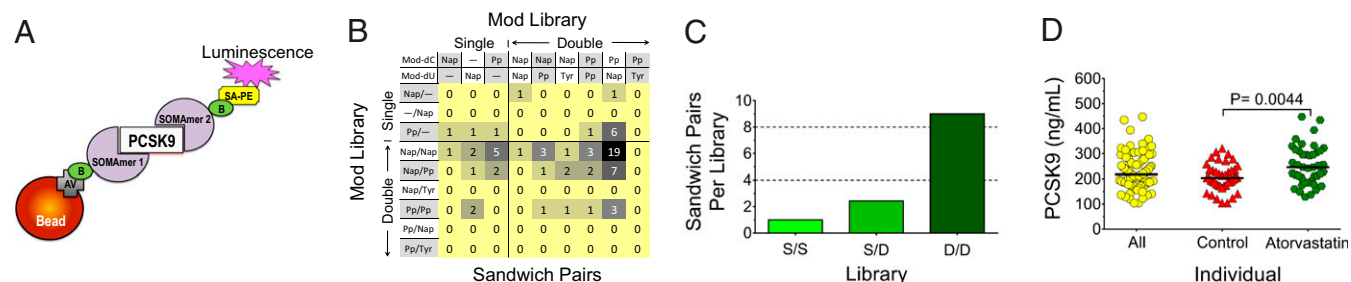 A
Luminescence
SA-PE
B
SOMAmer 2
PCSK9
SOMAmer 1
B
AV
Bead
B
Mod Library
Single Double
Mod-dC Nap — Pp Nap Nap Nap Pp Pp Pp
Mod-dU — Nap — Nap Pp Tyr Pp Nap Tyr
Mod Library
Single
Double
Nap/— 0 0 0 1 0 0 0 1 0
—/Nap 0 0 0 0 0 0 0 0 0
Pp/— 1 1 1 0 0 0 1 6 0
Nap/Nap 1 2 5 1 3 1 3 19 0
Nap/Pp 0 1 2 0 1 2 2 7 0
Nap/Tyr 0 0 0 0 0 0 0 0 0
Pp/Pp 0 2 0 0 1 1 1 3 0
Pp/Nap 0 0 0 0 0 0 0 0 0
Pp/Tyr 0 0 0 0 0 0 0 0 0
Sandwich Pairs
C
Sandwich Pairs
Per Library
10
8
6
4
2
0
S/S S/D D/D
Library
D
PCSK9 (ng/mL)
600
500
400
300
200
100
0
P= 0.0044
All Control Atorvastatin
Individual